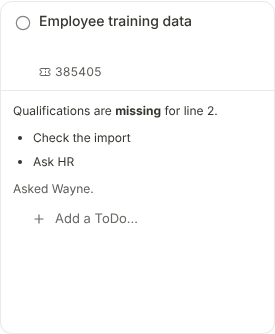 Employee training data
385405
Qualifications are missing for line 2.
Check the import
Ask HR
Asked Wayne.
Add a ToDo...